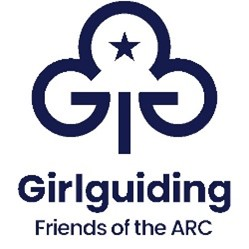 Girlguiding
Friends of the ARC